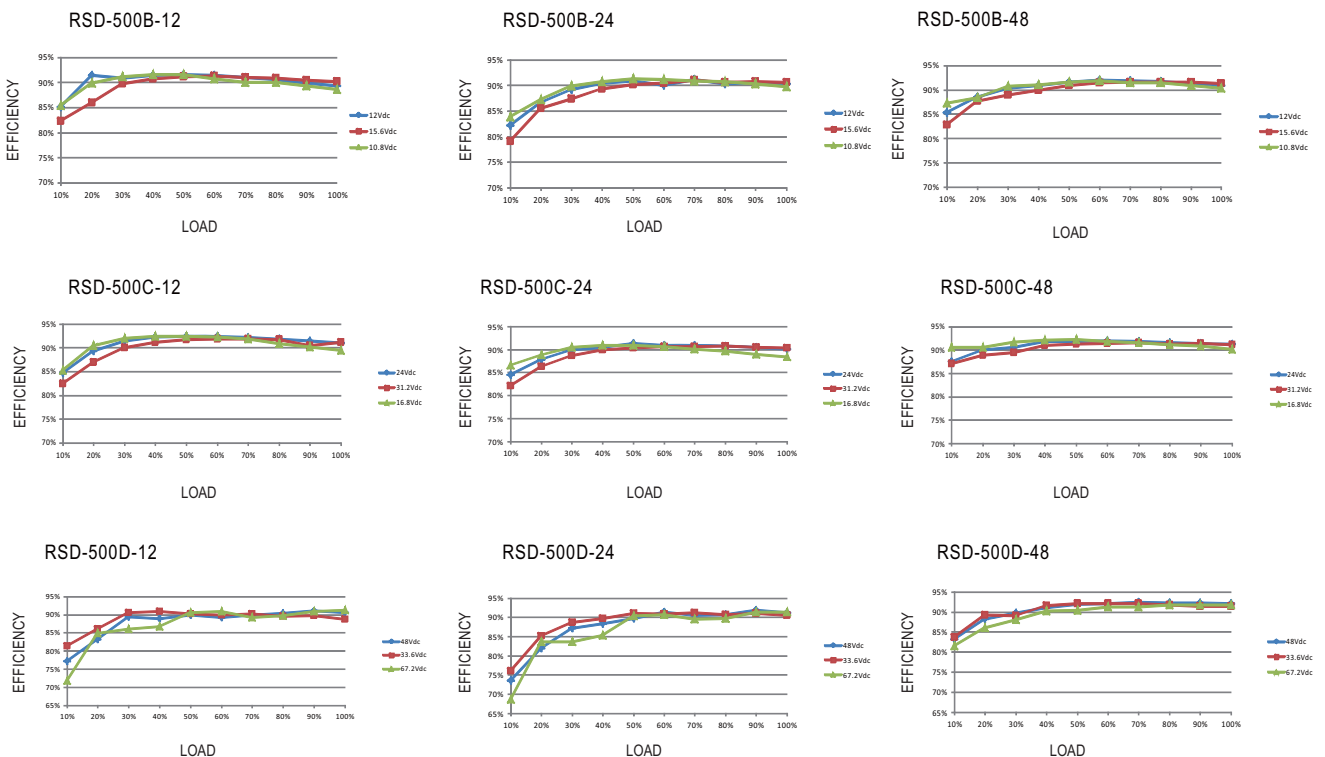 RSD-500B-12
EFFICIENCY
95%
90%
85%
80%
75%
70%
10% 20% 30% 40% 50% 60% 70% 80% 90% 100%
LOAD
12Vdc
15.6Vdc
10.8Vdc
RSD-500B-24
EFFICIENCY
95%
90%
85%
80%
75%
70%
10% 20% 30% 40% 50% 60% 70% 80% 90% 100%
LOAD
12Vdc
15.6Vdc
10.8Vdc
RSD-500B-48
EFFICIENCY
95%
90%
85%
80%
75%
70%
10% 20% 30% 40% 50% 60% 70% 80% 90% 100%
LOAD
12Vdc
15.6Vdc
10.8Vdc
RSD-500C-12
EFFICIENCY
95%
90%
85%
80%
75%
70%
10% 20% 30% 40% 50% 60% 70% 80% 90% 100%
LOAD
24Vdc
31.2Vdc
16.8Vdc
RSD-500C-24
EFFICIENCY
95%
90%
85%
80%
75%
70%
10% 20% 30% 40% 50% 60% 70% 80% 90% 100%
LOAD
24Vdc
31.2Vdc
16.8Vdc
RSD-500C-48
EFFICIENCY
95%
90%
85%
80%
75%
70%
10% 20% 30% 40% 50% 60% 70% 80% 90% 100%
LOAD
24Vdc
31.2Vdc
16.8Vdc
RSD-500D-12
EFFICIENCY
95%
90%
85%
80%
75%
70%
65%
10% 20% 30% 40% 50% 60% 70% 80% 90% 100%
LOAD
48Vdc
33.6Vdc
67.2Vdc
RSD-500D-24
EFFICIENCY
95%
90%
85%
80%
75%
70%
65%
10% 20% 30% 40% 50% 60% 70% 80% 90% 100%
LOAD
48Vdc
33.6Vdc
67.2Vdc
RSD-500D-48
EFFICIENCY
95%
90%
85%
80%
75%
70%
65%
10% 20% 30% 40% 50% 60% 70% 80% 90% 100%
LOAD
48Vdc
33.6Vdc
67.2Vdc